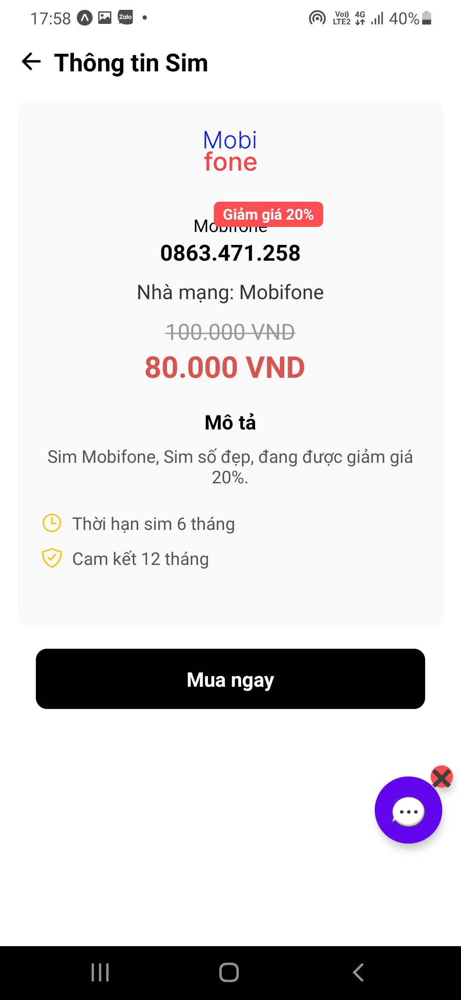 17:58 Zalo Vo)) LTE2 4G 40%
Thông tin Sim
Mobi
fone
Giảm giá 20%
Mobifone
0863.471.258
Nhà mạng: Mobifone
100.000 VND
80.000 VND
Mô tả
Sim Mobifone, Sim số đẹp, đang được giảm giá
20%.
Thời hạn sim 6 tháng
Cam kết 12 tháng
Mua ngay